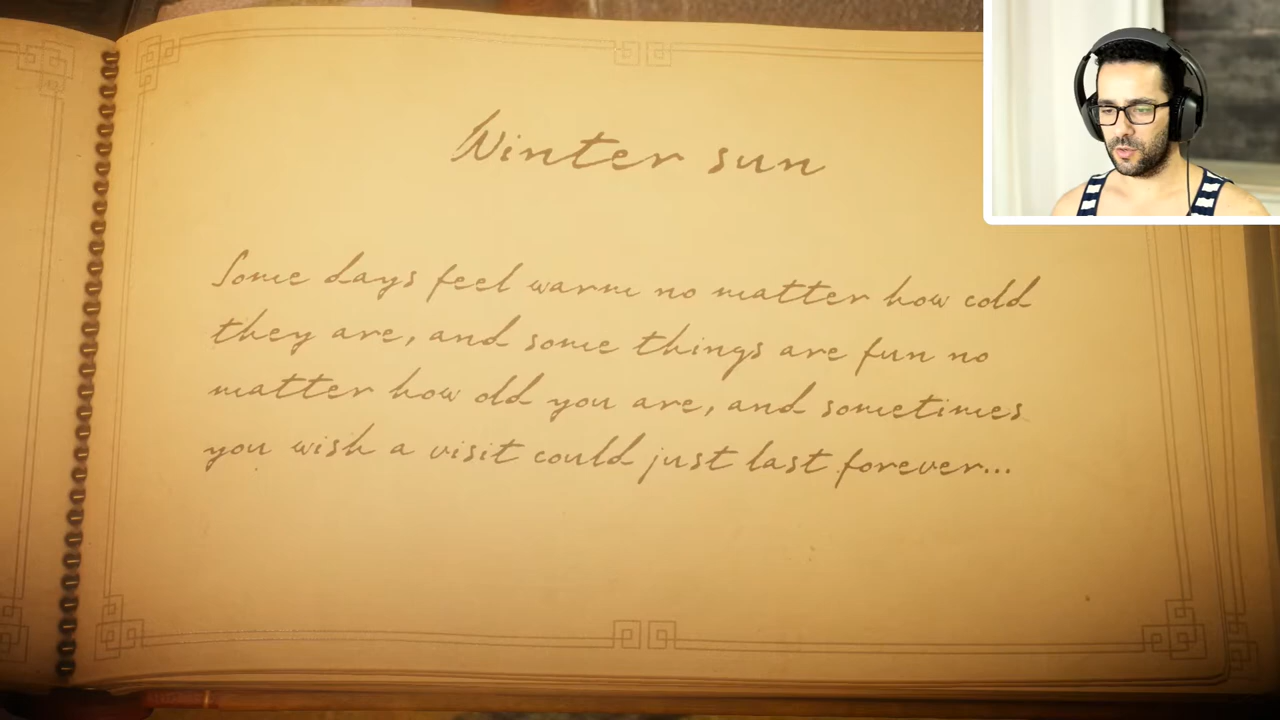 Winter sun
Some days feel warm no matter how cold
they are, and some things are fun no
matter how old you are, and sometimes
you wish a visit could just last forever...